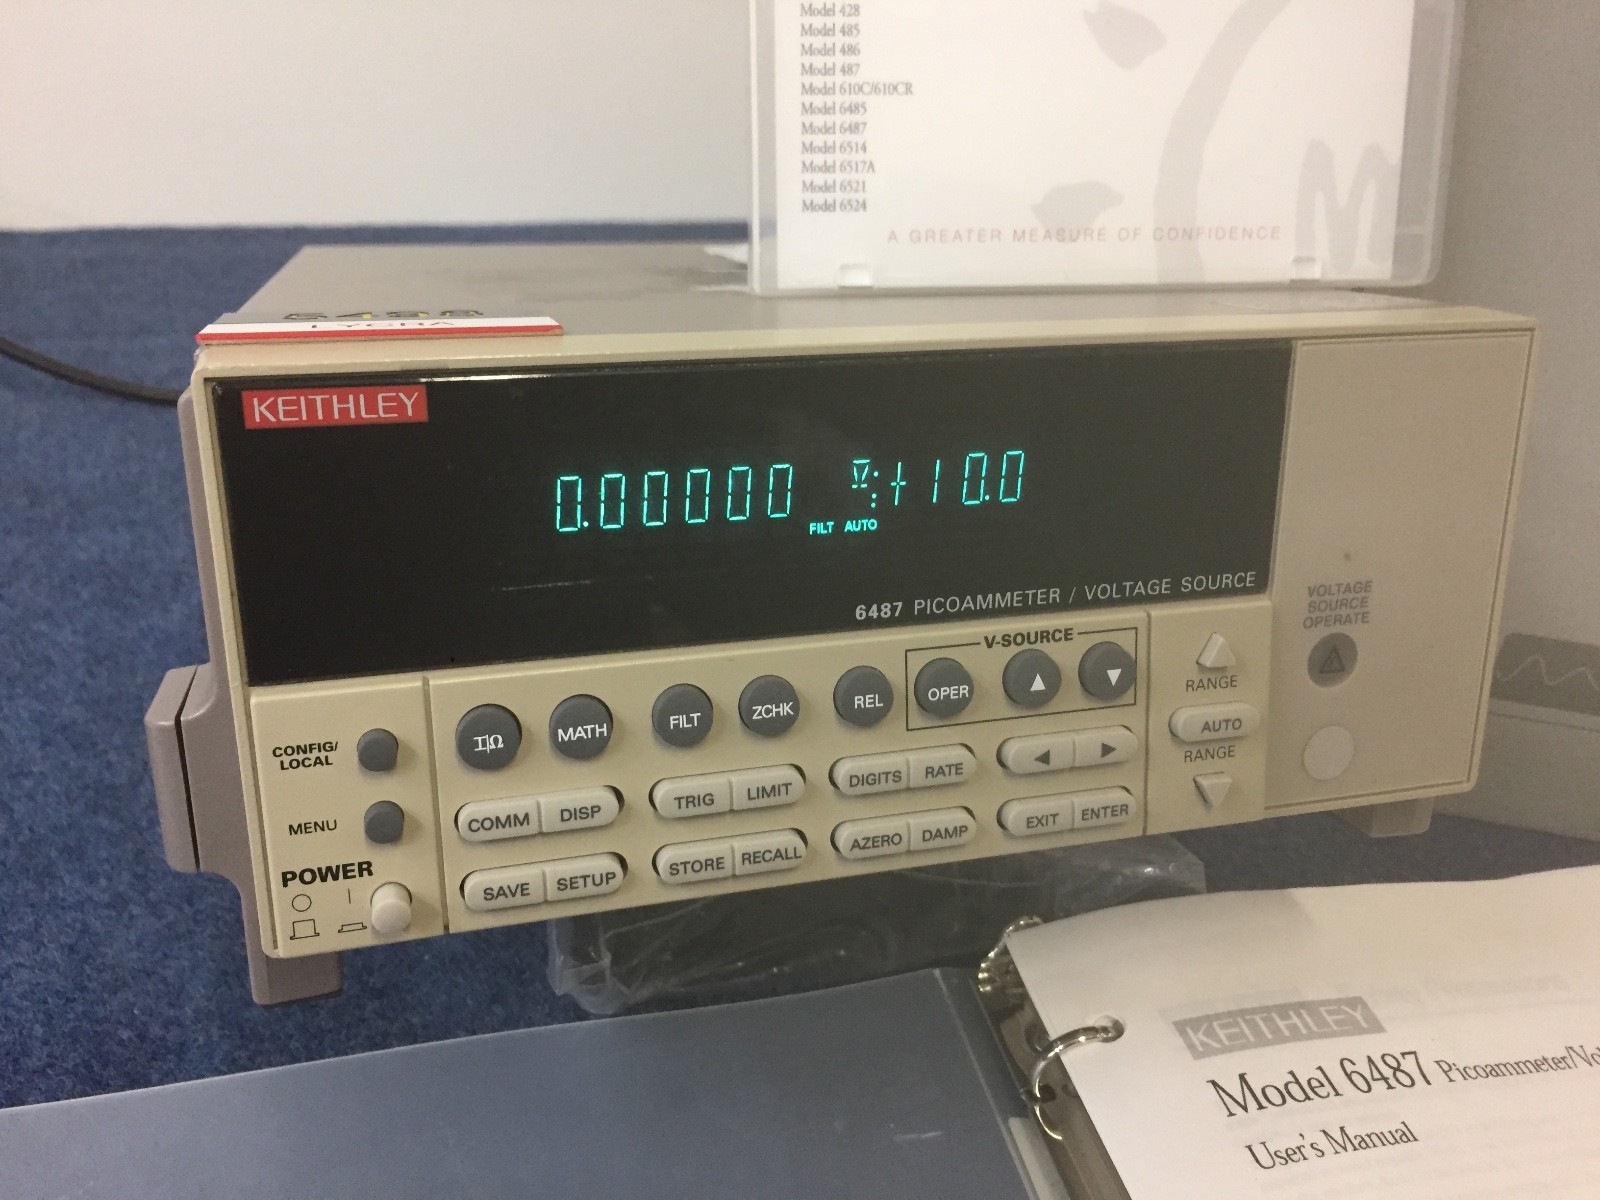 Model 428
Model 485
Model 486
Model 487
Model 610C/610CR
Model 6485
Model 6487
Model 6514
Model 6517A
Model 6521
Model 6524
A GREATER MEASURE OF CONFIDENCE
5498
LYCRA
KEITHLEY
0.00000 V:+10.0
FILT AUTO
6487 PICOAMMETER / VOLTAGE SOURCE
VOLTAGE
SOURCE
OPERATE
V-SOURCE
I|Ω MATH FILT ZCHK REL OPER ▲ ▼
RANGE
AUTO
RANGE
CONFIG/
LOCAL
COMM DISP TRIG LIMIT DIGITS RATE ◀ ▶
MENU
SAVE SETUP STORE RECALL AZERO DAMP EXIT ENTER
POWER
KEITHLEY
Model 6487 Picoammeter/
User's Manual